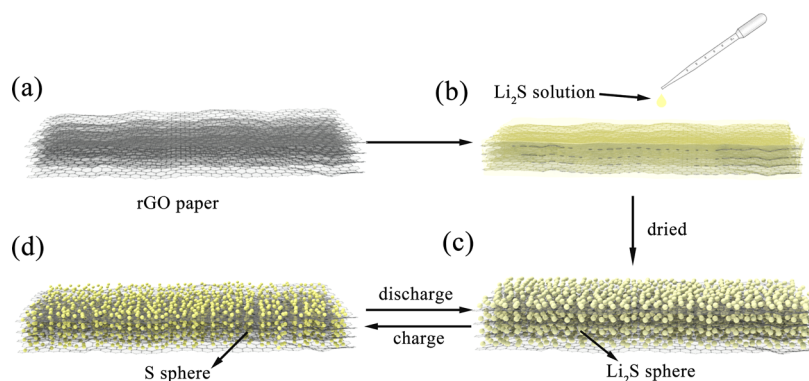 (a)
(b)
Li₂S solution
rGO paper
dried
(d)
(c)
discharge
charge
S sphere
Li₂S sphere